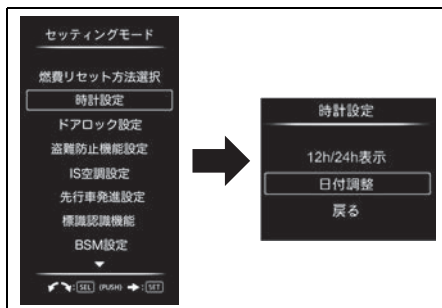 セッティングモード
燃費リセット方法選択
時計設定
ドアロック設定
盗難防止機能設定
IS空調設定
先行車発進設定
標識認識機能
BSM設定
:SEL (PUSH) :SET
時計設定
12h/24h表示
日付調整
戻る